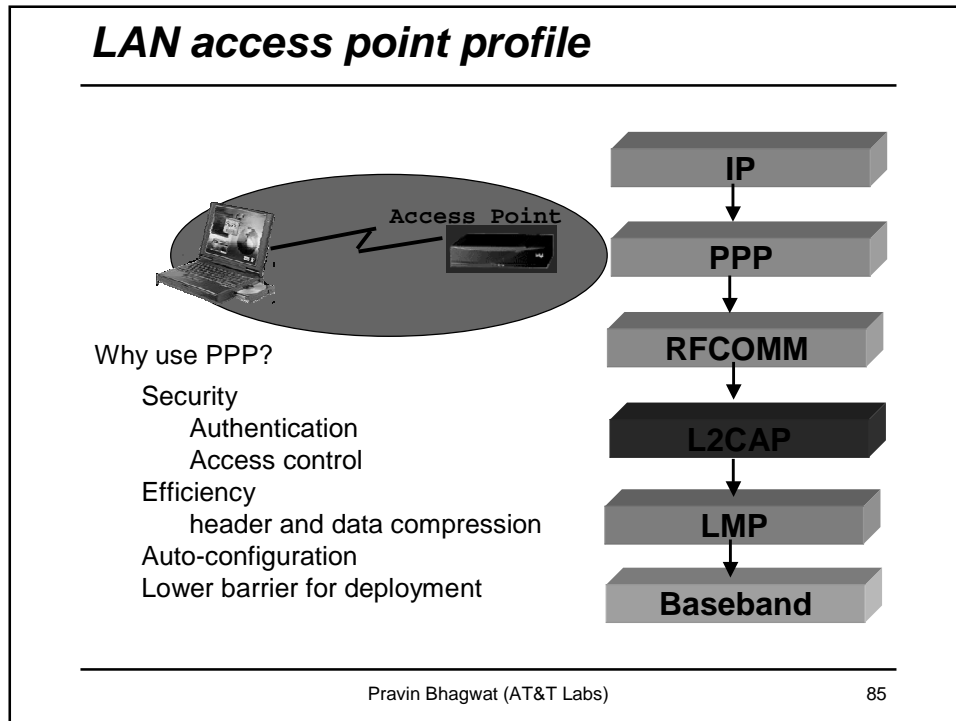 LAN access point profile
Access Point
Why use PPP?
Security
Authentication
Access control
Efficiency
header and data compression
Auto-configuration
Lower barrier for deployment
IP
PPP
RFCOMM
L2CAP
LMP
Baseband
Pravin Bhagwat (AT&T Labs)
85